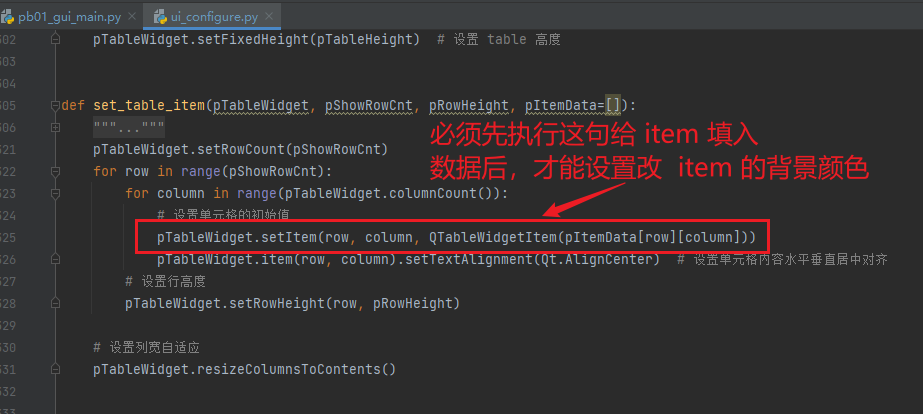 pb01_gui_main.py × ui_configure.py ×
302 pTableWidget.setFixedHeight(pTableHeight)  # 设置 table 高度
303
304
305 def set_table_item(pTableWidget, pShowRowCnt, pRowHeight, pItemData=[]):
306 """..."""
必须先执行这句给 item 填入
数据后，才能设置改 item 的背景颜色
321 pTableWidget.setRowCount(pShowRowCnt)
322 for row in range(pShowRowCnt):
323 for column in range(pTableWidget.columnCount()):
324 # 设置单元格的初始值
325 pTableWidget.setItem(row, column, QTableWidgetItem(pItemData[row][column]))
326 pTableWidget.item(row, column).setTextAlignment(Qt.AlignCenter)  # 设置单元格内容水平垂直居中对齐
327 # 设置行高度
328 pTableWidget.setRowHeight(row, pRowHeight)
329
330 # 设置列宽自适应
331 pTableWidget.resizeColumnsToContents()
332
333